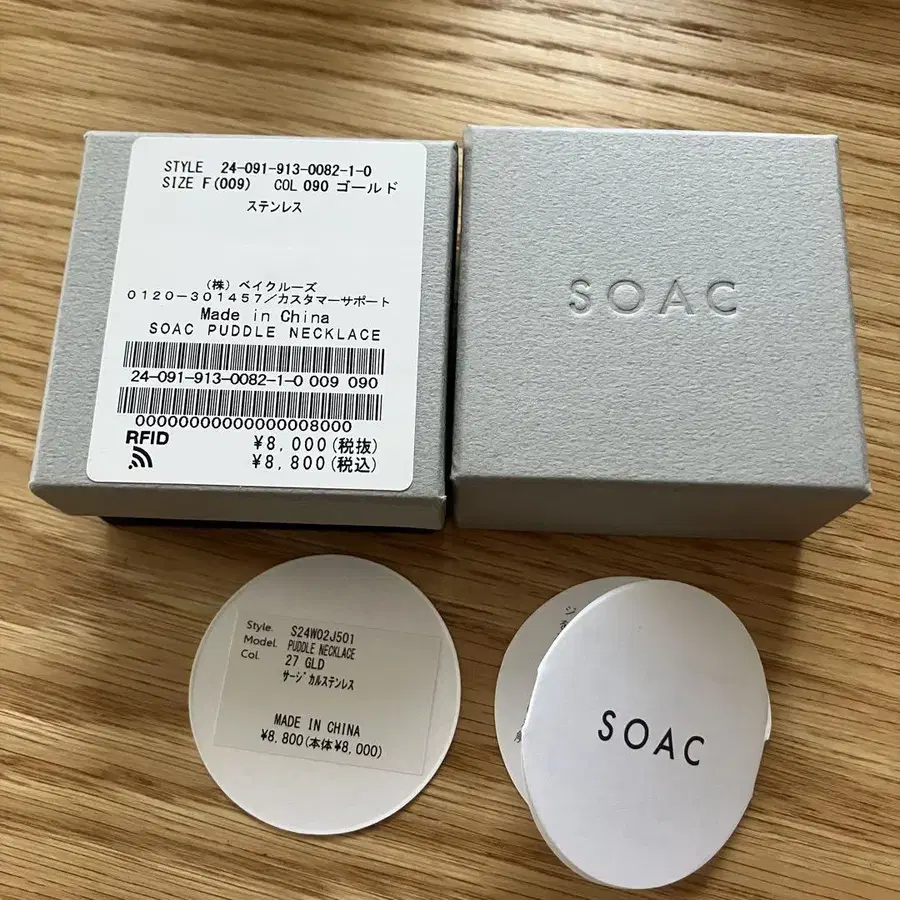 STYLE 24-091-913-0082-1-0
SIZE F(009) COL 090 ゴールド
ステンレス
(株) ベイクルーズ
0120-301457/カスタマーサポート
Made in China
SOAC PUDDLE NECKLACE
24-091-913-0082-1-0 009 090
00000000000000008000
RFID
¥8,000(税抜)
¥8,800(税込)
SOAC
Style. S24W02J501
Model. PUDDLE NECKLACE
Col. 27 GLD
サージカルステンレス
MADE IN CHINA
¥8,800(本体¥8,000)
SOAC